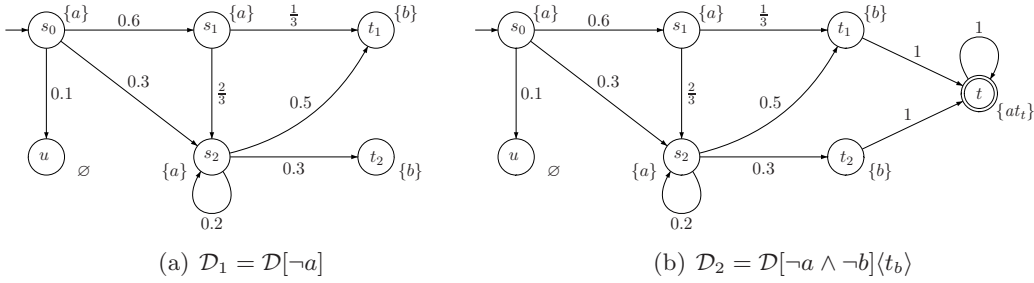 {a} {a} {b}
s₀ 0.6 s₁ 1/3 t₁
0.1 0.3 2/3 0.5
u s₂ 0.3 t₂
∅ {a} {b}
0.2
(a) 𝒟₁ = 𝒟[¬a]
{a} {a} {b}
s₀ 0.6 s₁ 1/3 t₁ 1 1
0.1 0.3 2/3 0.5 t
1 {at_t}
u s₂ 0.3 t₂
∅ {a} {b}
0.2
(b) 𝒟₂ = 𝒟[¬a ∧ ¬b]⟨t_b⟩